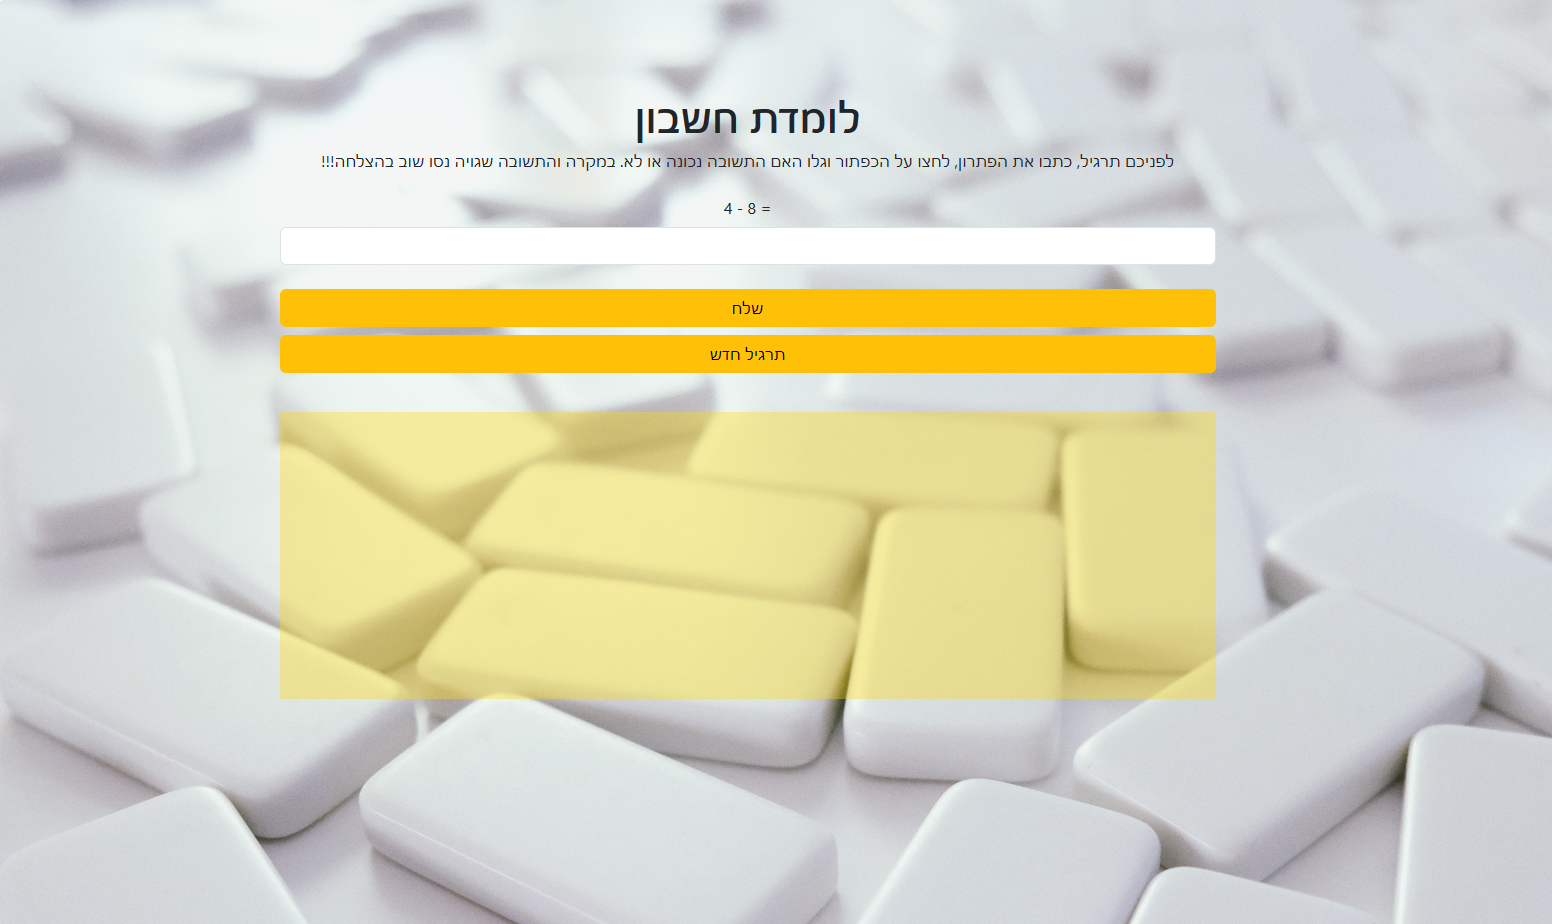 לומדת חשבון
לפניכם תרגיל, כתבו את הפתרון, לחצו על הכפתור וגלו האם התשובה נכונה או לא. במקרה והתשובה שגויה נסו שוב בהצלחה!!!
4 - 8 =
שלח
תרגיל חדש